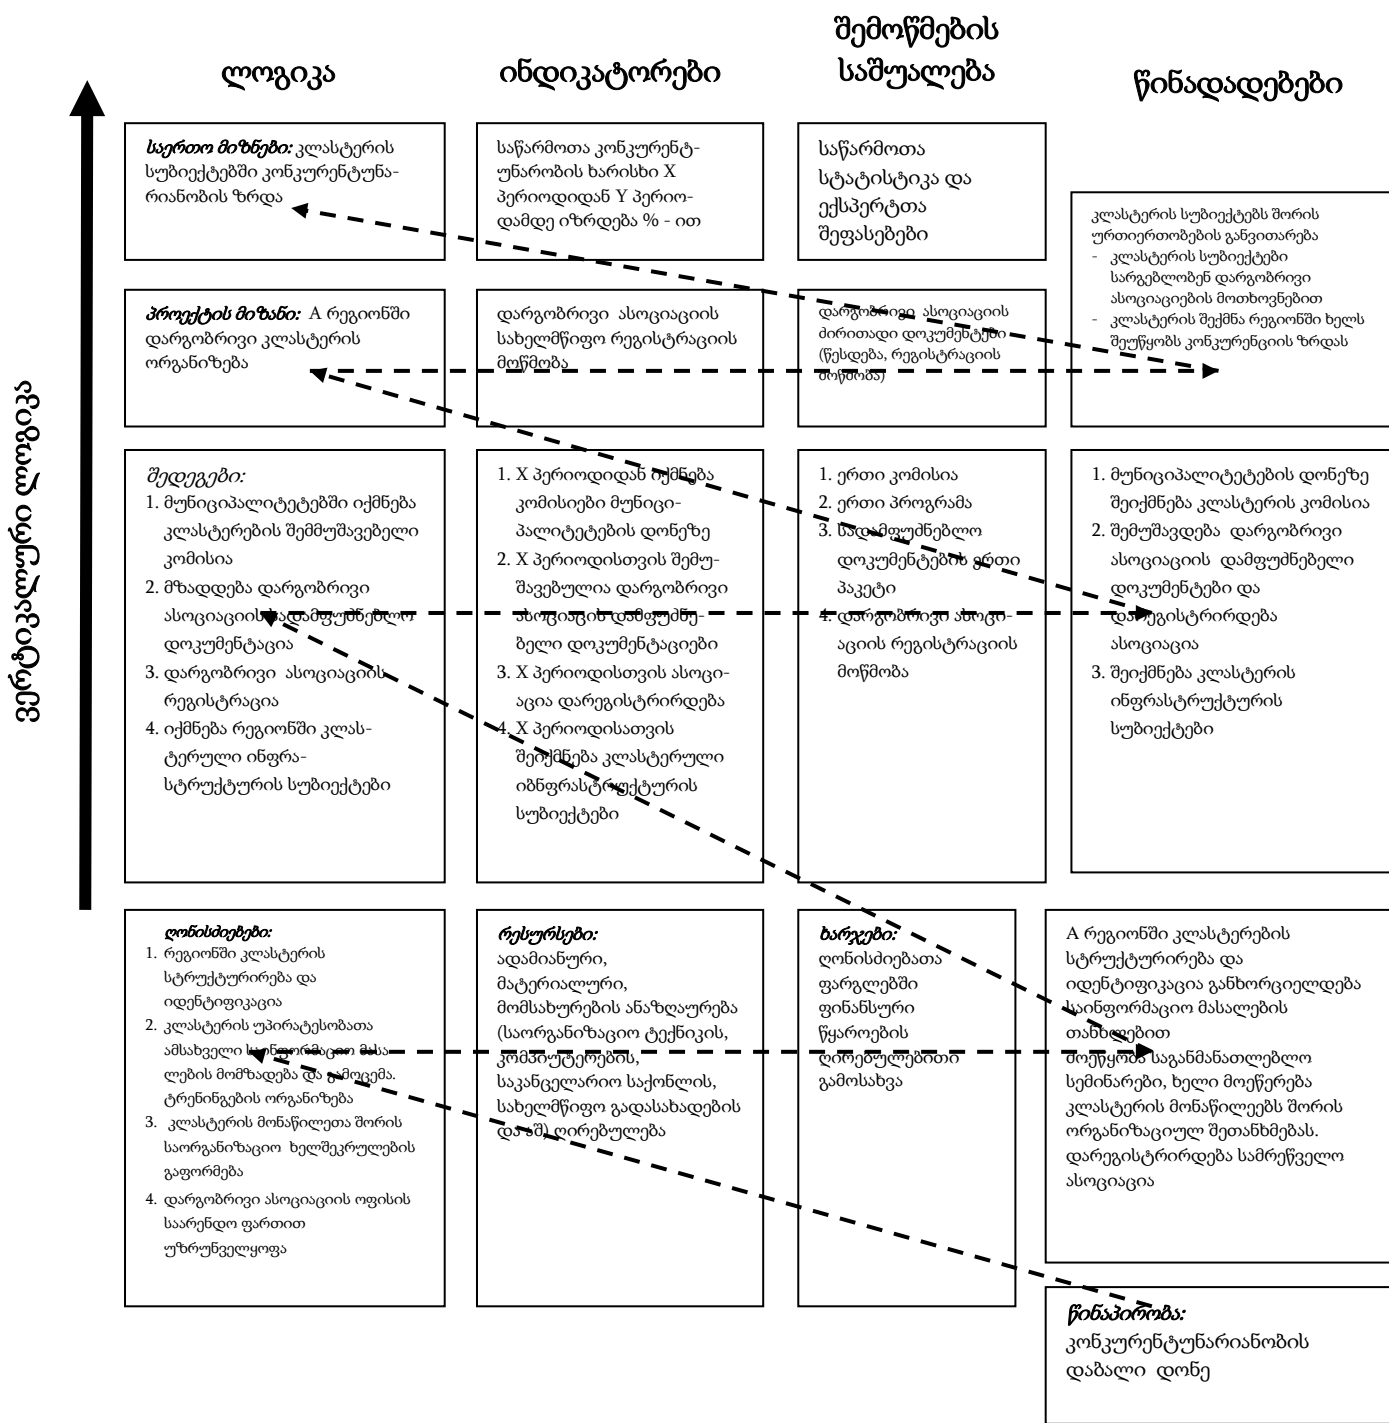 ლოგიკა
ინდიკატორები
შემოწმების
საშუალება
წინადადებები
ვერტიკალური ლოგიკა
საერთო მიზნები: კლასტერის
სუბიექტებში კონკურენტუნა-
რიანობის ზრდა
საწარმოთა კონკურენტ-
უნარობის ხარისხი X
პერიოდიდან Y პერიო-
დამდე იზრდება % - ით
საწარმოთა
სტატისტიკა და
ექსპერტთა
შეფასებები
კლასტერის სუბიექტებს შორის
ურთიერთობების განვითარება
- კლასტერის სუბიექტები
სარგებლობენ დარგობრივი
ასოციაციების მოთხოვნებით
- კლასტერის შექმნა რეგიონში ხელს
შეუწყობს კონკურენციის ზრდას
პროექტის მიზანი: A რეგიონში
დარგობრივი კლასტერის
ორგანიზება
დარგობრივი ასოციაციის
სახელმწიფო რეგისტრაციის
მოწმობა
დარგობრივი ასოციაციის
ძირითადი დოკუმენტები
(წესდება, რეგისტრაციის
მოწმობა)
შედეგები:
1. მუნიციპალიტეტებში იქმნება
კლასტერების შემმუშავებელი
კომისია
2. მზადდება დარგობრივი
ასოციაციის სადამფუძნებლო
დოკუმენტაცია
3. დარგობრივი ასოციაციის
რეგისტრაცია
4. იქმნება რეგიონში კლას-
ტერული ინფრა-
სტრუქტურის სუბიექტები
1. X პერიოდიდან იქმნება
კომისიები მუნიცი-
პალიტეტების დონეზე
2. X პერიოდისთვის შემუ-
შავებულია დარგობრივი
ასოციაცის დამფუძნე-
ბელი დოკუმენტაციები
3. X პერიოდისთვის ასოცი-
აცია დარეგისტრირდება
4. X პერიოდისათვის
შეიქმნება კლასტერული
იბნფრასტრუქტურის
სუბიექტები
1. ერთი კომისია
2. ერთი პროგრამა
3. სადამფუძნებლო
დოკუმენტების ერთი
პაკეტი
4. დარგობრივი ასოცი-
აციის რეგისტრაციის
მოწმობა
1. მუნიციპალიტეტების დონეზე
შეიქმნება კლასტერის კომისია
2. შემუშავდება დარგობრივი
ასოციაციის დამფუძნებელი
დოკუმენტები და
დარეგისტრირდება
ასოციაცია
3. შეიქმნება კლასტერის
ინფრასტრუქტურის
სუბიექტები
ღონისძიებები:
1. რეგიონში კლასტერის
სტრუქტურირება და
იდენტიფიკაცია
2. კლასტერის უპირატესობათა
ამსახველი საინფორმაციო მასა-
ლების მომზადება და გამოცემა.
ტრენინგების ორგანიზება
3. კლასტერის მონაწილეთა შორის
საორგანიზაციო ხელშეკრულების
გაფორმება
4. დარგობრივი ასოციაციის ოფისის
საარენდო ფართით
უზრუნველყოფა
რესურსები:
ადამიანური,
მატერიალური,
მომსახურების ანაზღაურება
(საორგანიზაციო ტექნიკის,
კომპიუტერების,
საკანცელარიო საქონლის,
სახელმწიფო გადასახადების
და აშ) ღირებულება
ხარჯები:
ღონისძიებათა
ფარგლებში
ფინანსური
წყაროების
ღირებულებითი
გამოსახვა
A რეგიონში კლასტერების
სტრუქტურირება და
იდენტიფიკაცია განხორციელდება
საინფორმაციო მასალების
თანხლებით
მოეწყობა საგანმანათლებლო
სემინარები, ხელი მოეწერება
კლასტერის მონაწილეებს შორის
ორგანიზაციულ შეთანხმებას.
დარეგისტრირდება სამრეწველო
ასოციაცია
წინაპირობა:
კონკურენტუნარიანობის
დაბალი დონე